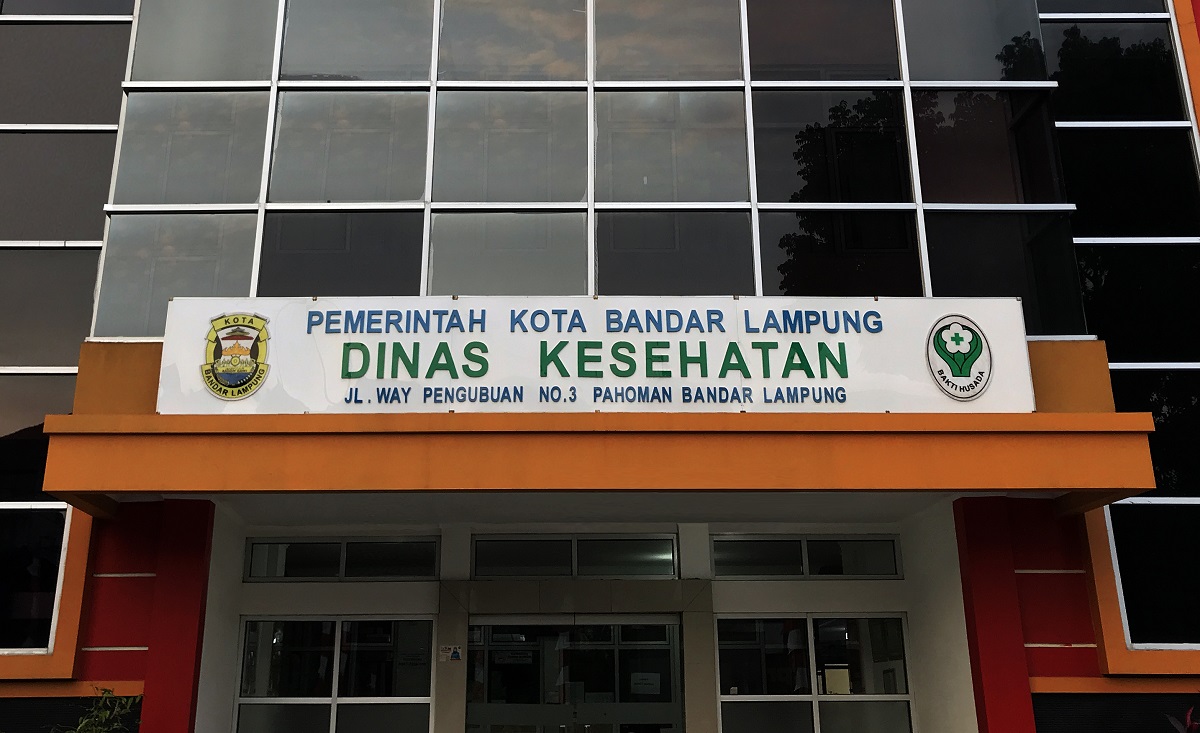 PEMERINTAH KOTA BANDAR LAMPUNG
DINAS KESEHATAN
JL. WAY PENGUBUAN NO.3 PAHOMAN BANDAR LAMPUNG
KOTA
BANDAR LAMPUNG
BAKTI HUSADA